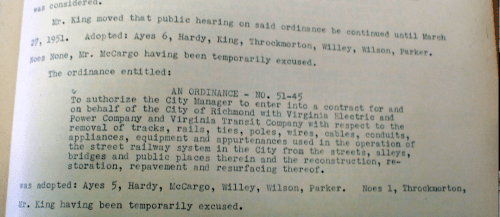 was considered.
Mr. King moved that public hearing on said ordinance be continued until March
27, 1951. Adopted: Ayes 6, Hardy, King, Throckmorton, Willey, Wilson, Parker.
Noes None, Mr. McCargo having been temporarily excused.
The ordinance entitled:
AN ORDINANCE - NO. 51-45
To authorize the City Manager to enter into a contract for and
on behalf of the City of Richmond with Virginia Electric and
Power Company and Virginia Transit Company with respect to the
removal of tracks, rails, ties, poles, wires, cables, conduits,
appliances, equipment and appurtenances used in the operation of
the street railway system in the City from the streets, alleys,
bridges and public places therein and the reconstruction, re-
storation, repavement and resurfacing thereof.
was adopted: Ayes 5, Hardy, McCargo, Willey, Wilson, Parker. Noes 1, Throckmorton,
Mr. King having been temporarily excused.